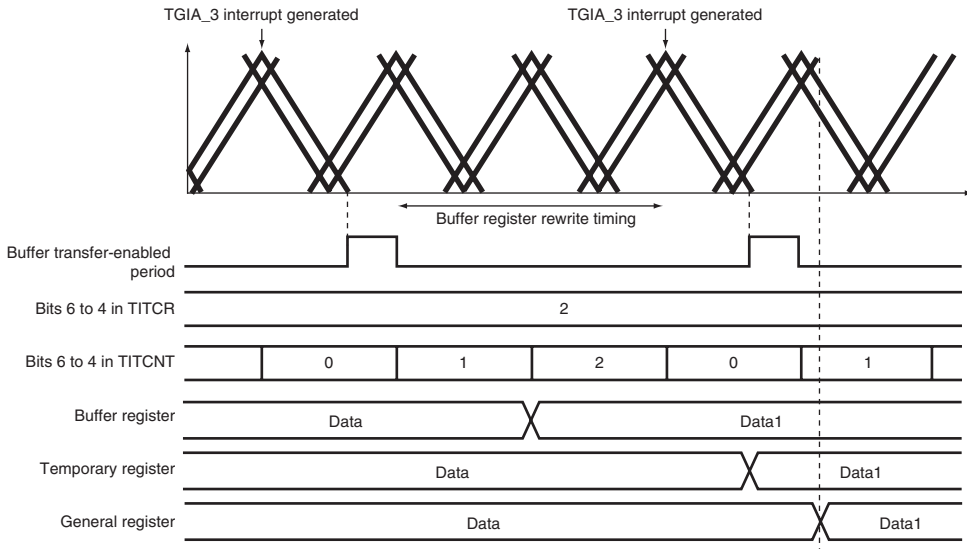 TGIA_3 interrupt generated
TGIA_3 interrupt generated
Buffer register rewrite timing
Buffer transfer-enabled
period
Bits 6 to 4 in TITCR
2
Bits 6 to 4 in TITCNT
0
1
2
0
1
Buffer register
Data
Data1
Temporary register
Data
Data1
General register
Data
Data1